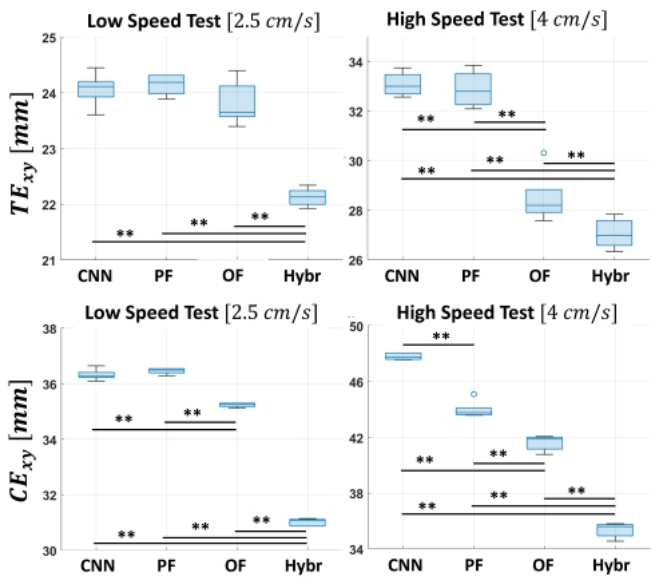 Low Speed Test [2.5 cm/s]
High Speed Test [4 cm/s]
TE_xy [mm]
25
24
23
22
21
** ** **
CNN PF OF Hybr
34
32
30
28
26
** **
** ** **
CNN PF OF Hybr
Low Speed Test [2.5 cm/s]
High Speed Test [4 cm/s]
CE_xy [mm]
38
36
34
32
30
** **
** ** **
CNN PF OF Hybr
50
46
42
38
34
**
** **
** ** **
CNN PF OF Hybr